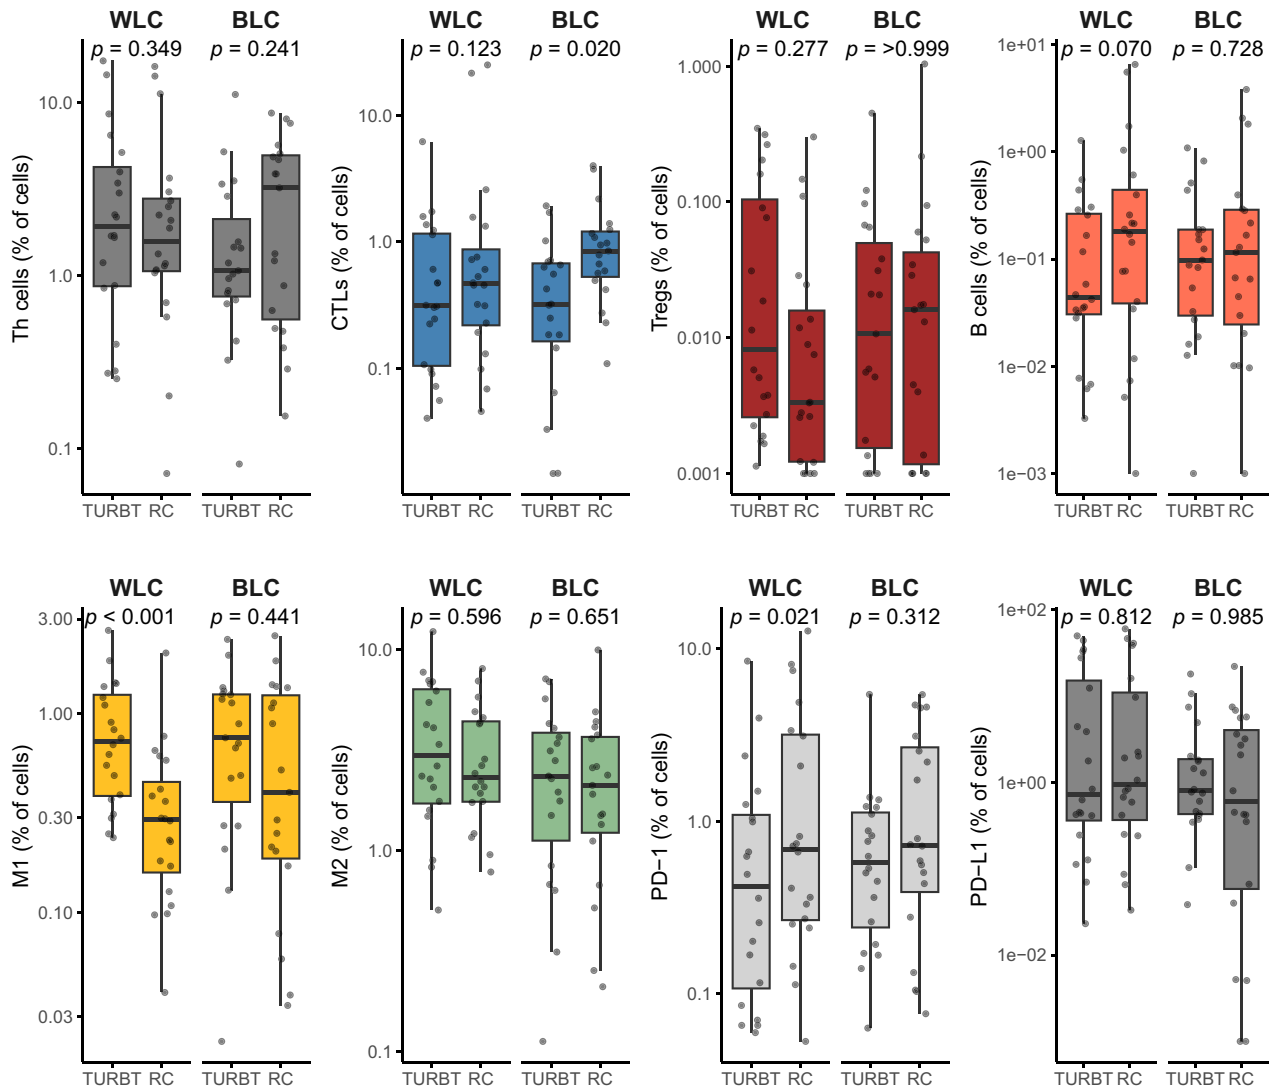 WLC BLC
p = 0.349 p = 0.241
Th cells (% of cells)
10.0
1.0
0.1
TURBT RC TURBT RC
WLC BLC
p = 0.123 p = 0.020
CTLs (% of cells)
10.0
1.0
0.1
TURBT RC TURBT RC
WLC BLC
p = 0.277 p = >0.999
Tregs (% of cells)
1.000
0.100
0.010
0.001
TURBT RC TURBT RC
WLC BLC
p = 0.070 p = 0.728
B cells (% of cells)
1e+01
1e+00
1e−01
1e−02
1e−03
TURBT RC TURBT RC
WLC BLC
p < 0.001 p = 0.441
M1 (% of cells)
3.00
1.00
0.30
0.10
0.03
TURBT RC TURBT RC
WLC BLC
p = 0.596 p = 0.651
M2 (% of cells)
10.0
1.0
0.1
TURBT RC TURBT RC
WLC BLC
p = 0.021 p = 0.312
PD−1 (% of cells)
10.0
1.0
0.1
TURBT RC TURBT RC
WLC BLC
p = 0.812 p = 0.985
PD−L1 (% of cells)
1e+02
1e+00
1e−02
TURBT RC TURBT RC